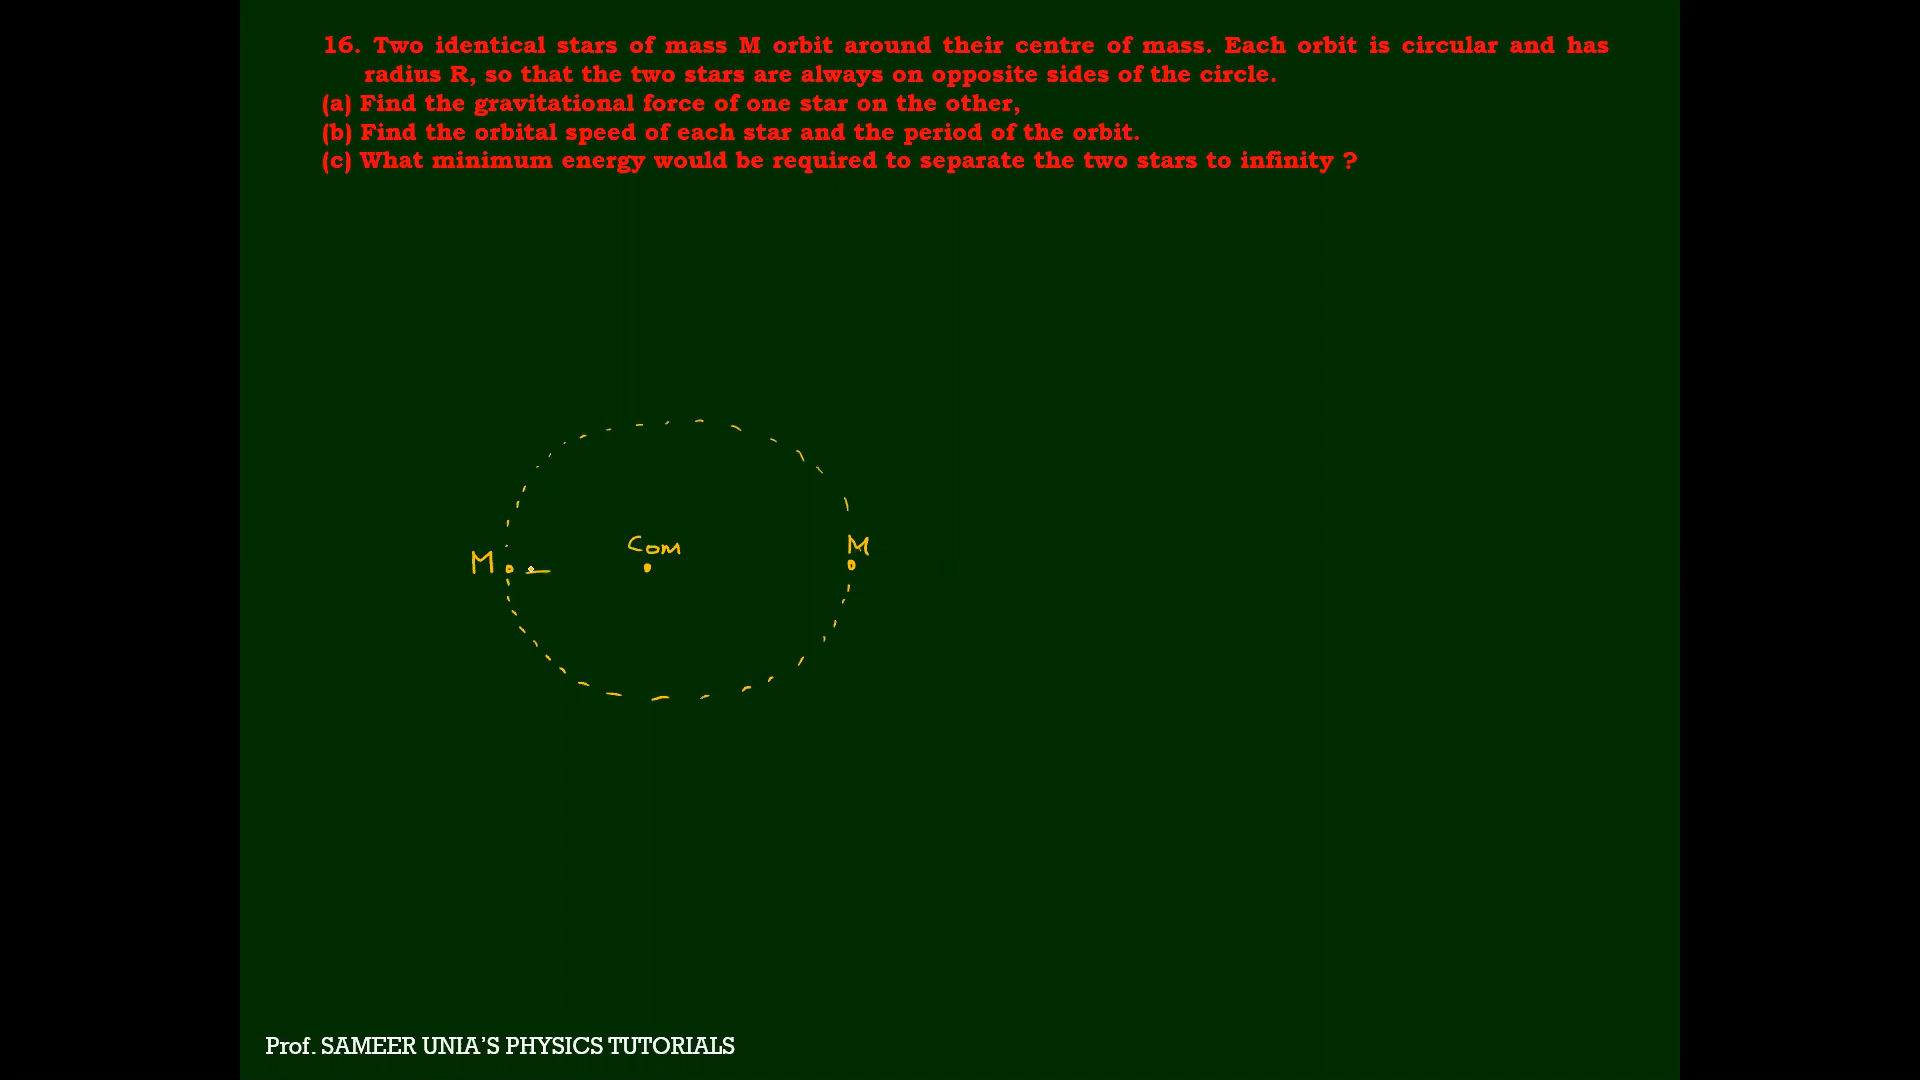 16. Two identical stars of mass M orbit around their centre of mass. Each orbit is circular and has
radius R, so that the two stars are always on opposite sides of the circle.
(a) Find the gravitational force of one star on the other,
(b) Find the orbital speed of each star and the period of the orbit.
(c) What minimum energy would be required to separate the two stars to infinity ?
COM
M
M
Prof. SAMEER UNIA'S PHYSICS TUTORIALS